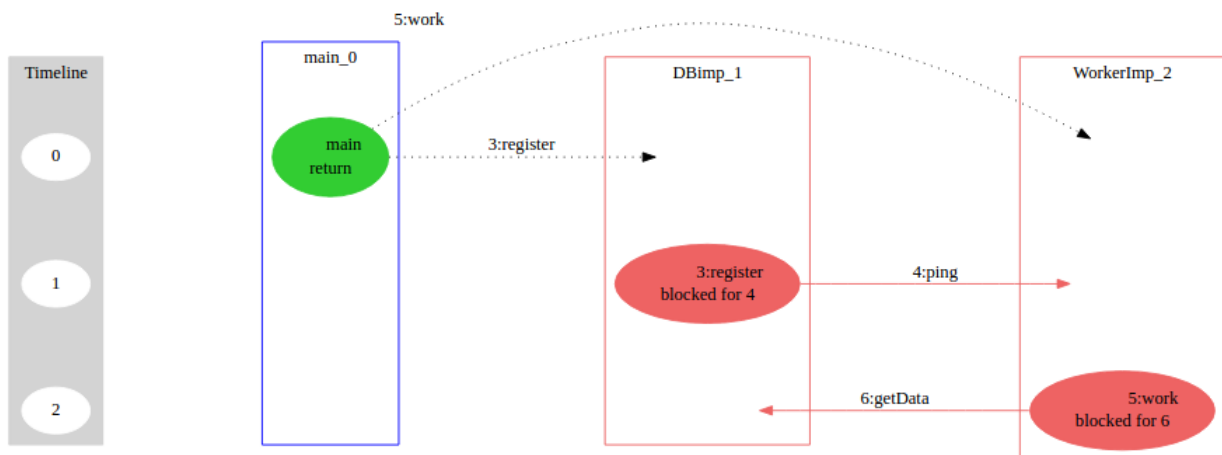 5:work
Timeline
main_0
DBimp_1
WorkerImp_2
0
main
return
3:register
1
3:register
blocked for 4
4:ping
2
6:getData
5:work
blocked for 6